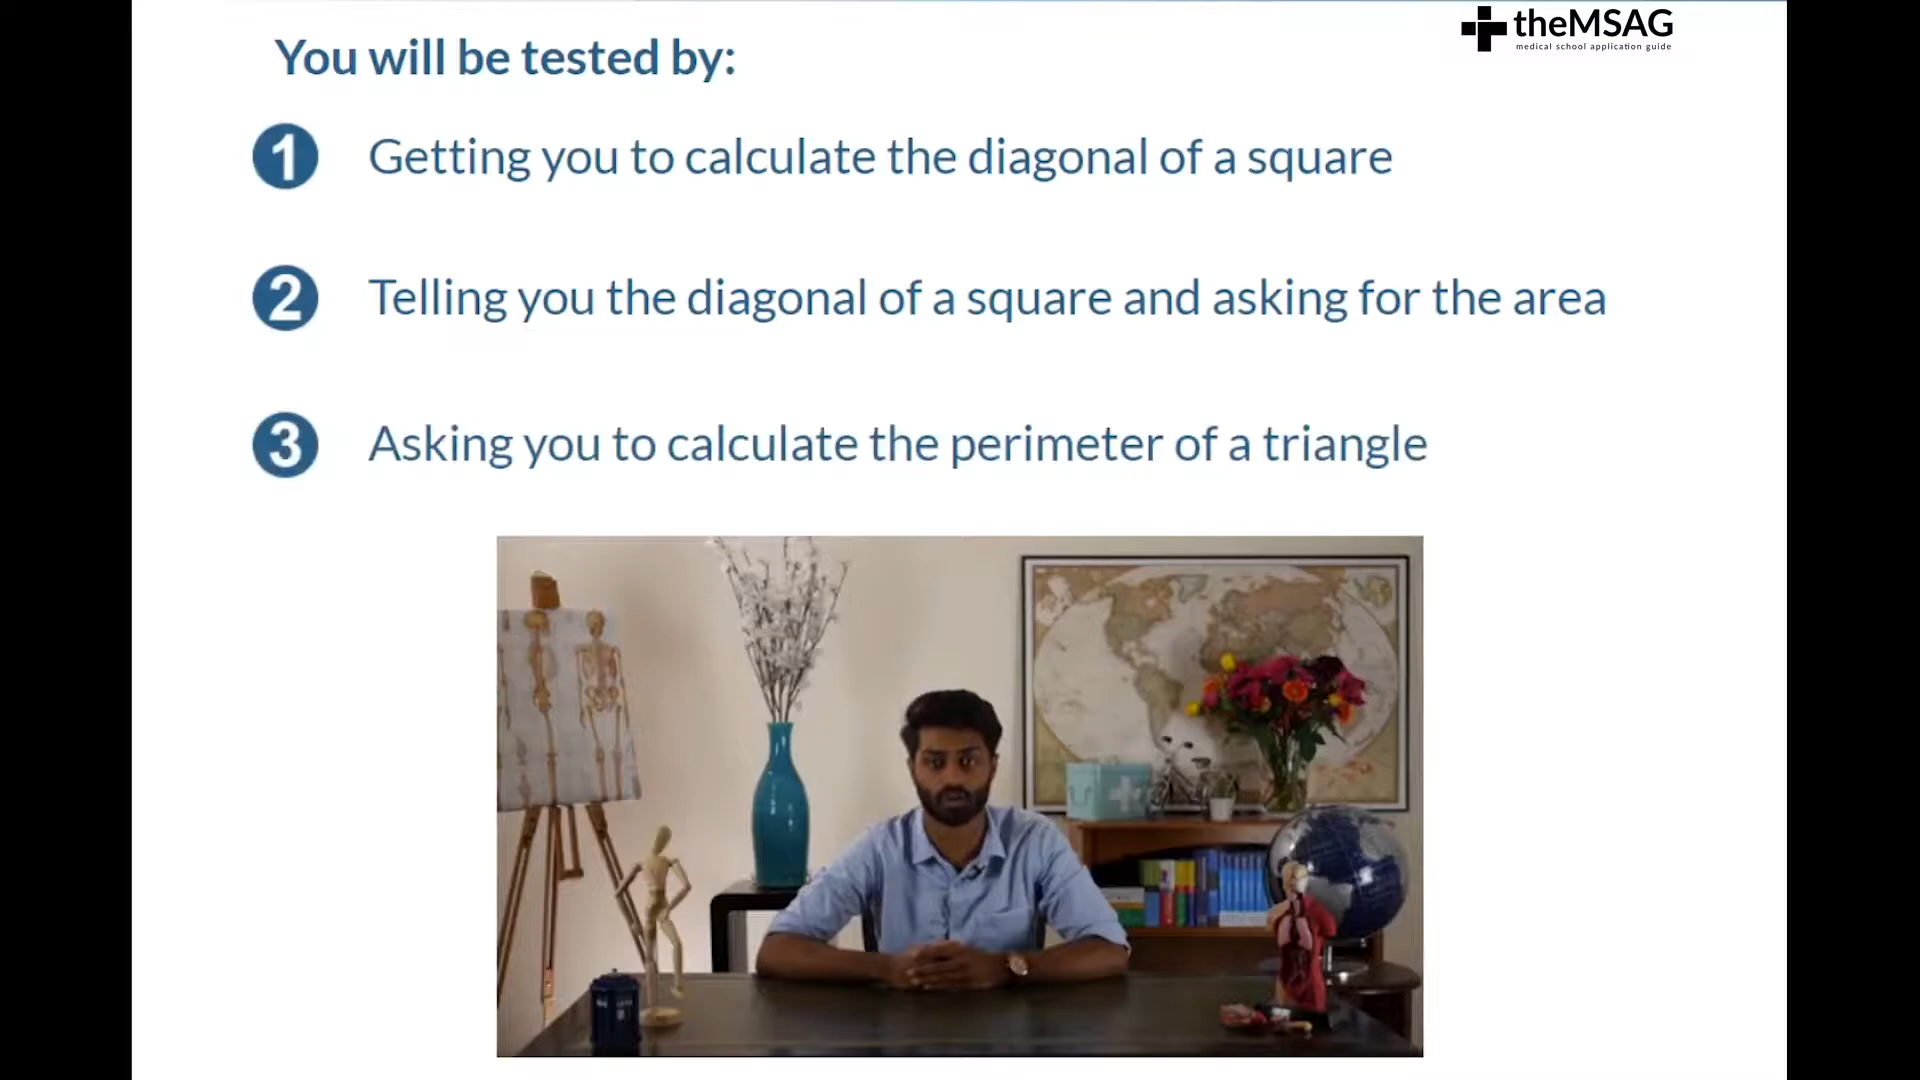 theMSAG
medical school application guide
You will be tested by:
1 Getting you to calculate the diagonal of a square
2 Telling you the diagonal of a square and asking for the area
3 Asking you to calculate the perimeter of a triangle